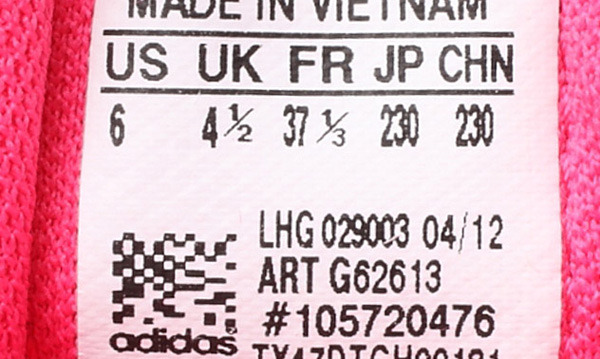 MADE IN VIETNAM
US UK FR JP CHN
6 4½ 37⅓ 230 230
LHG 029003 04/12
ART G62613
#105720476
adidas